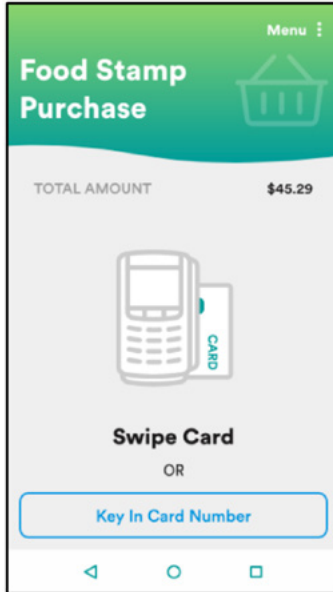 Menu
Food Stamp
Purchase
TOTAL AMOUNT $45.29
CARD
Swipe Card
OR
Key In Card Number